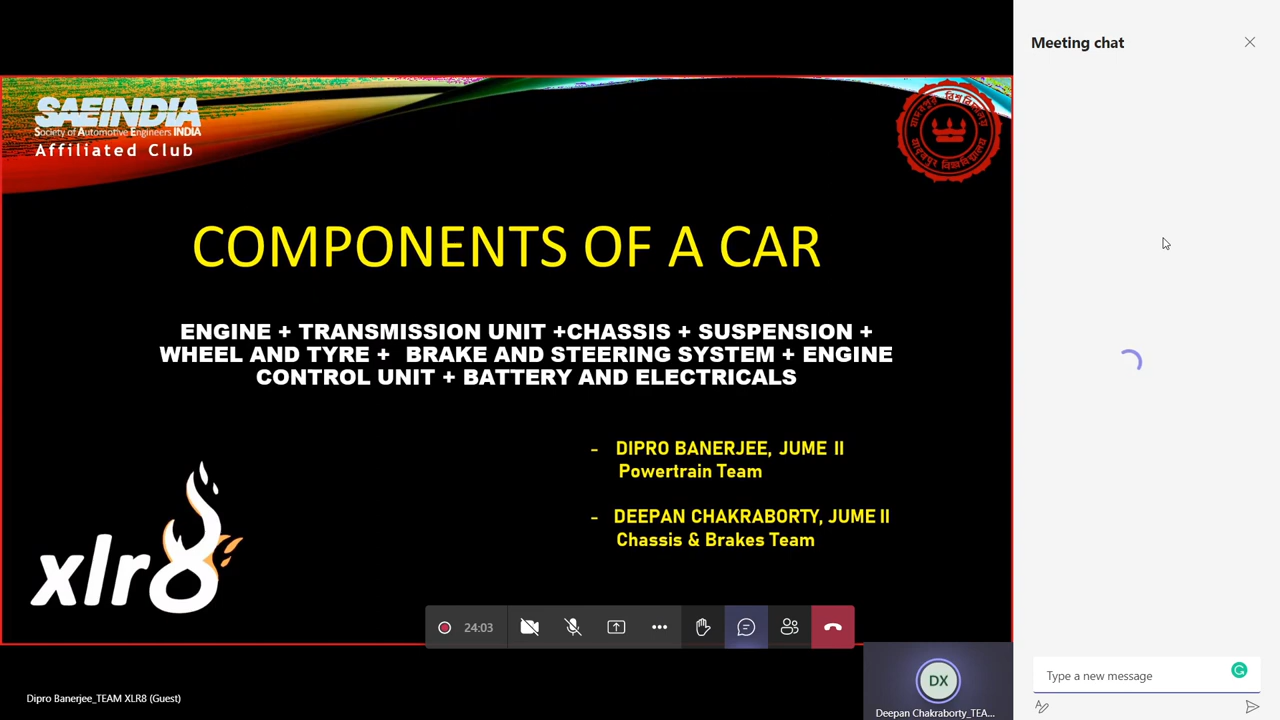 Meeting chat
SAEINDIA
Society of Automotive Engineers INDIA
Affiliated Club
COMPONENTS OF A CAR
ENGINE + TRANSMISSION UNIT +CHASSIS + SUSPENSION +
WHEEL AND TYRE + BRAKE AND STEERING SYSTEM + ENGINE
CONTROL UNIT + BATTERY AND ELECTRICALS
- DIPRO BANERJEE, JUME II
Powertrain Team
- DEEPAN CHAKRABORTY, JUME II
Chassis & Brakes Team
xlr8
24:03
DX
Deepan Chakraborty_TEA...
Dipro Banerjee_TEAM XLR8 (Guest)
Type a new message